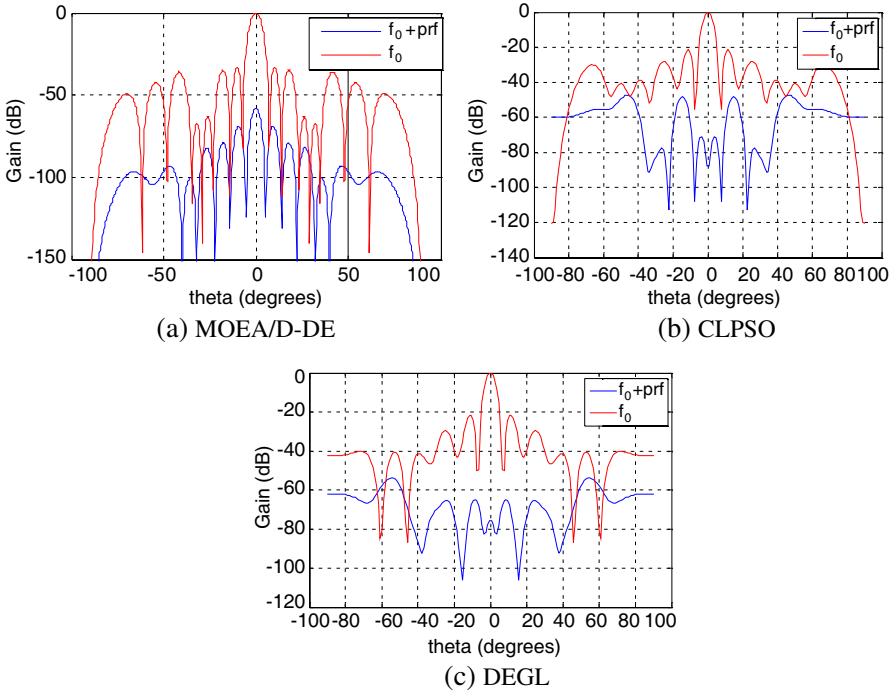 0
-50
-100
-150
Gain (dB)
-100
-50
0
50
100
theta (degrees)
f0+prf
f0
(a) MOEA/D-DE
0
-20
-40
-60
-80
-100
-120
-140
Gain (dB)
-100 -80 -60 -40 -20 0 20 40 60 80 100
theta (degrees)
f0+prf
f0
(b) CLPSO
0
-20
-40
-60
-80
-100
-120
Gain (dB)
-80 -60 -40 -20 0 20 40 60 80 100
theta (degrees)
f0+prf
f0
(c) DEGL